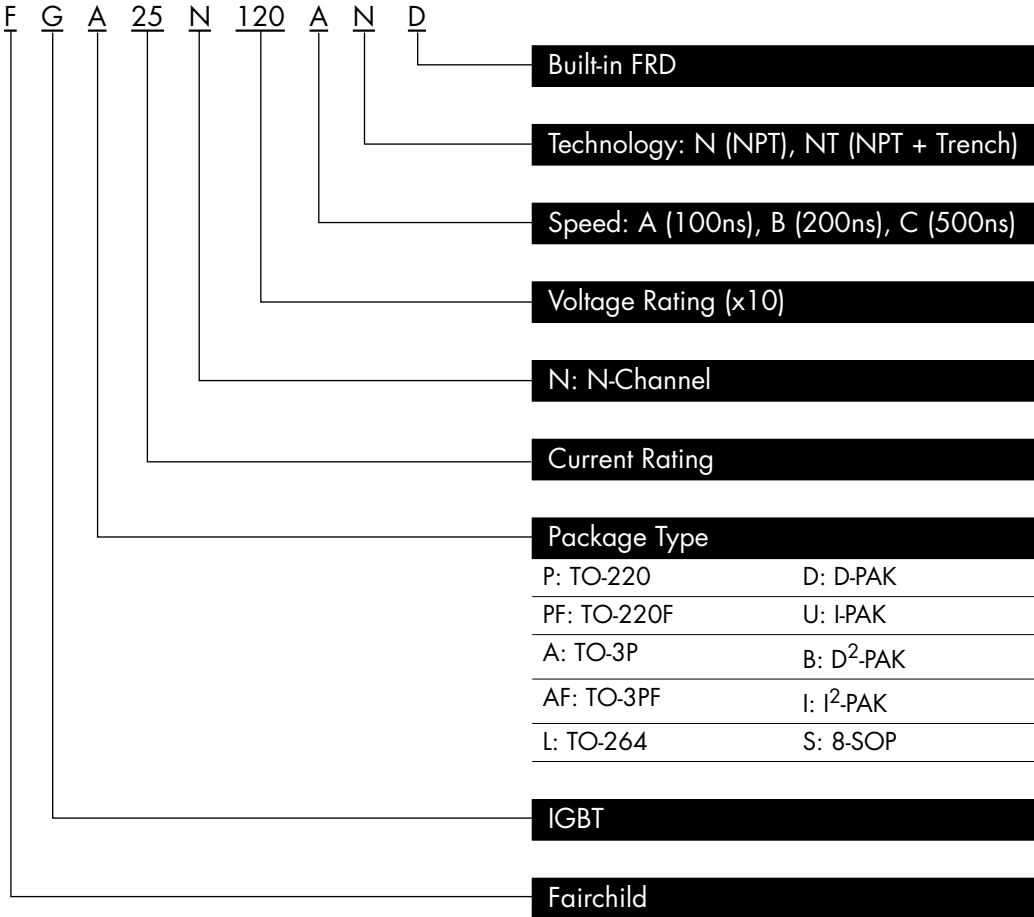 F G A 25 N 120 A N D
Built-in FRD
Technology: N (NPT), NT (NPT + Trench)
Speed: A (100ns), B (200ns), C (500ns)
Voltage Rating (x10)
N: N-Channel
Current Rating
Package Type
P: TO-220 D: D-PAK
PF: TO-220F U: I-PAK
A: TO-3P B: D²-PAK
AF: TO-3PF I: I²-PAK
L: TO-264 S: 8-SOP
IGBT
Fairchild